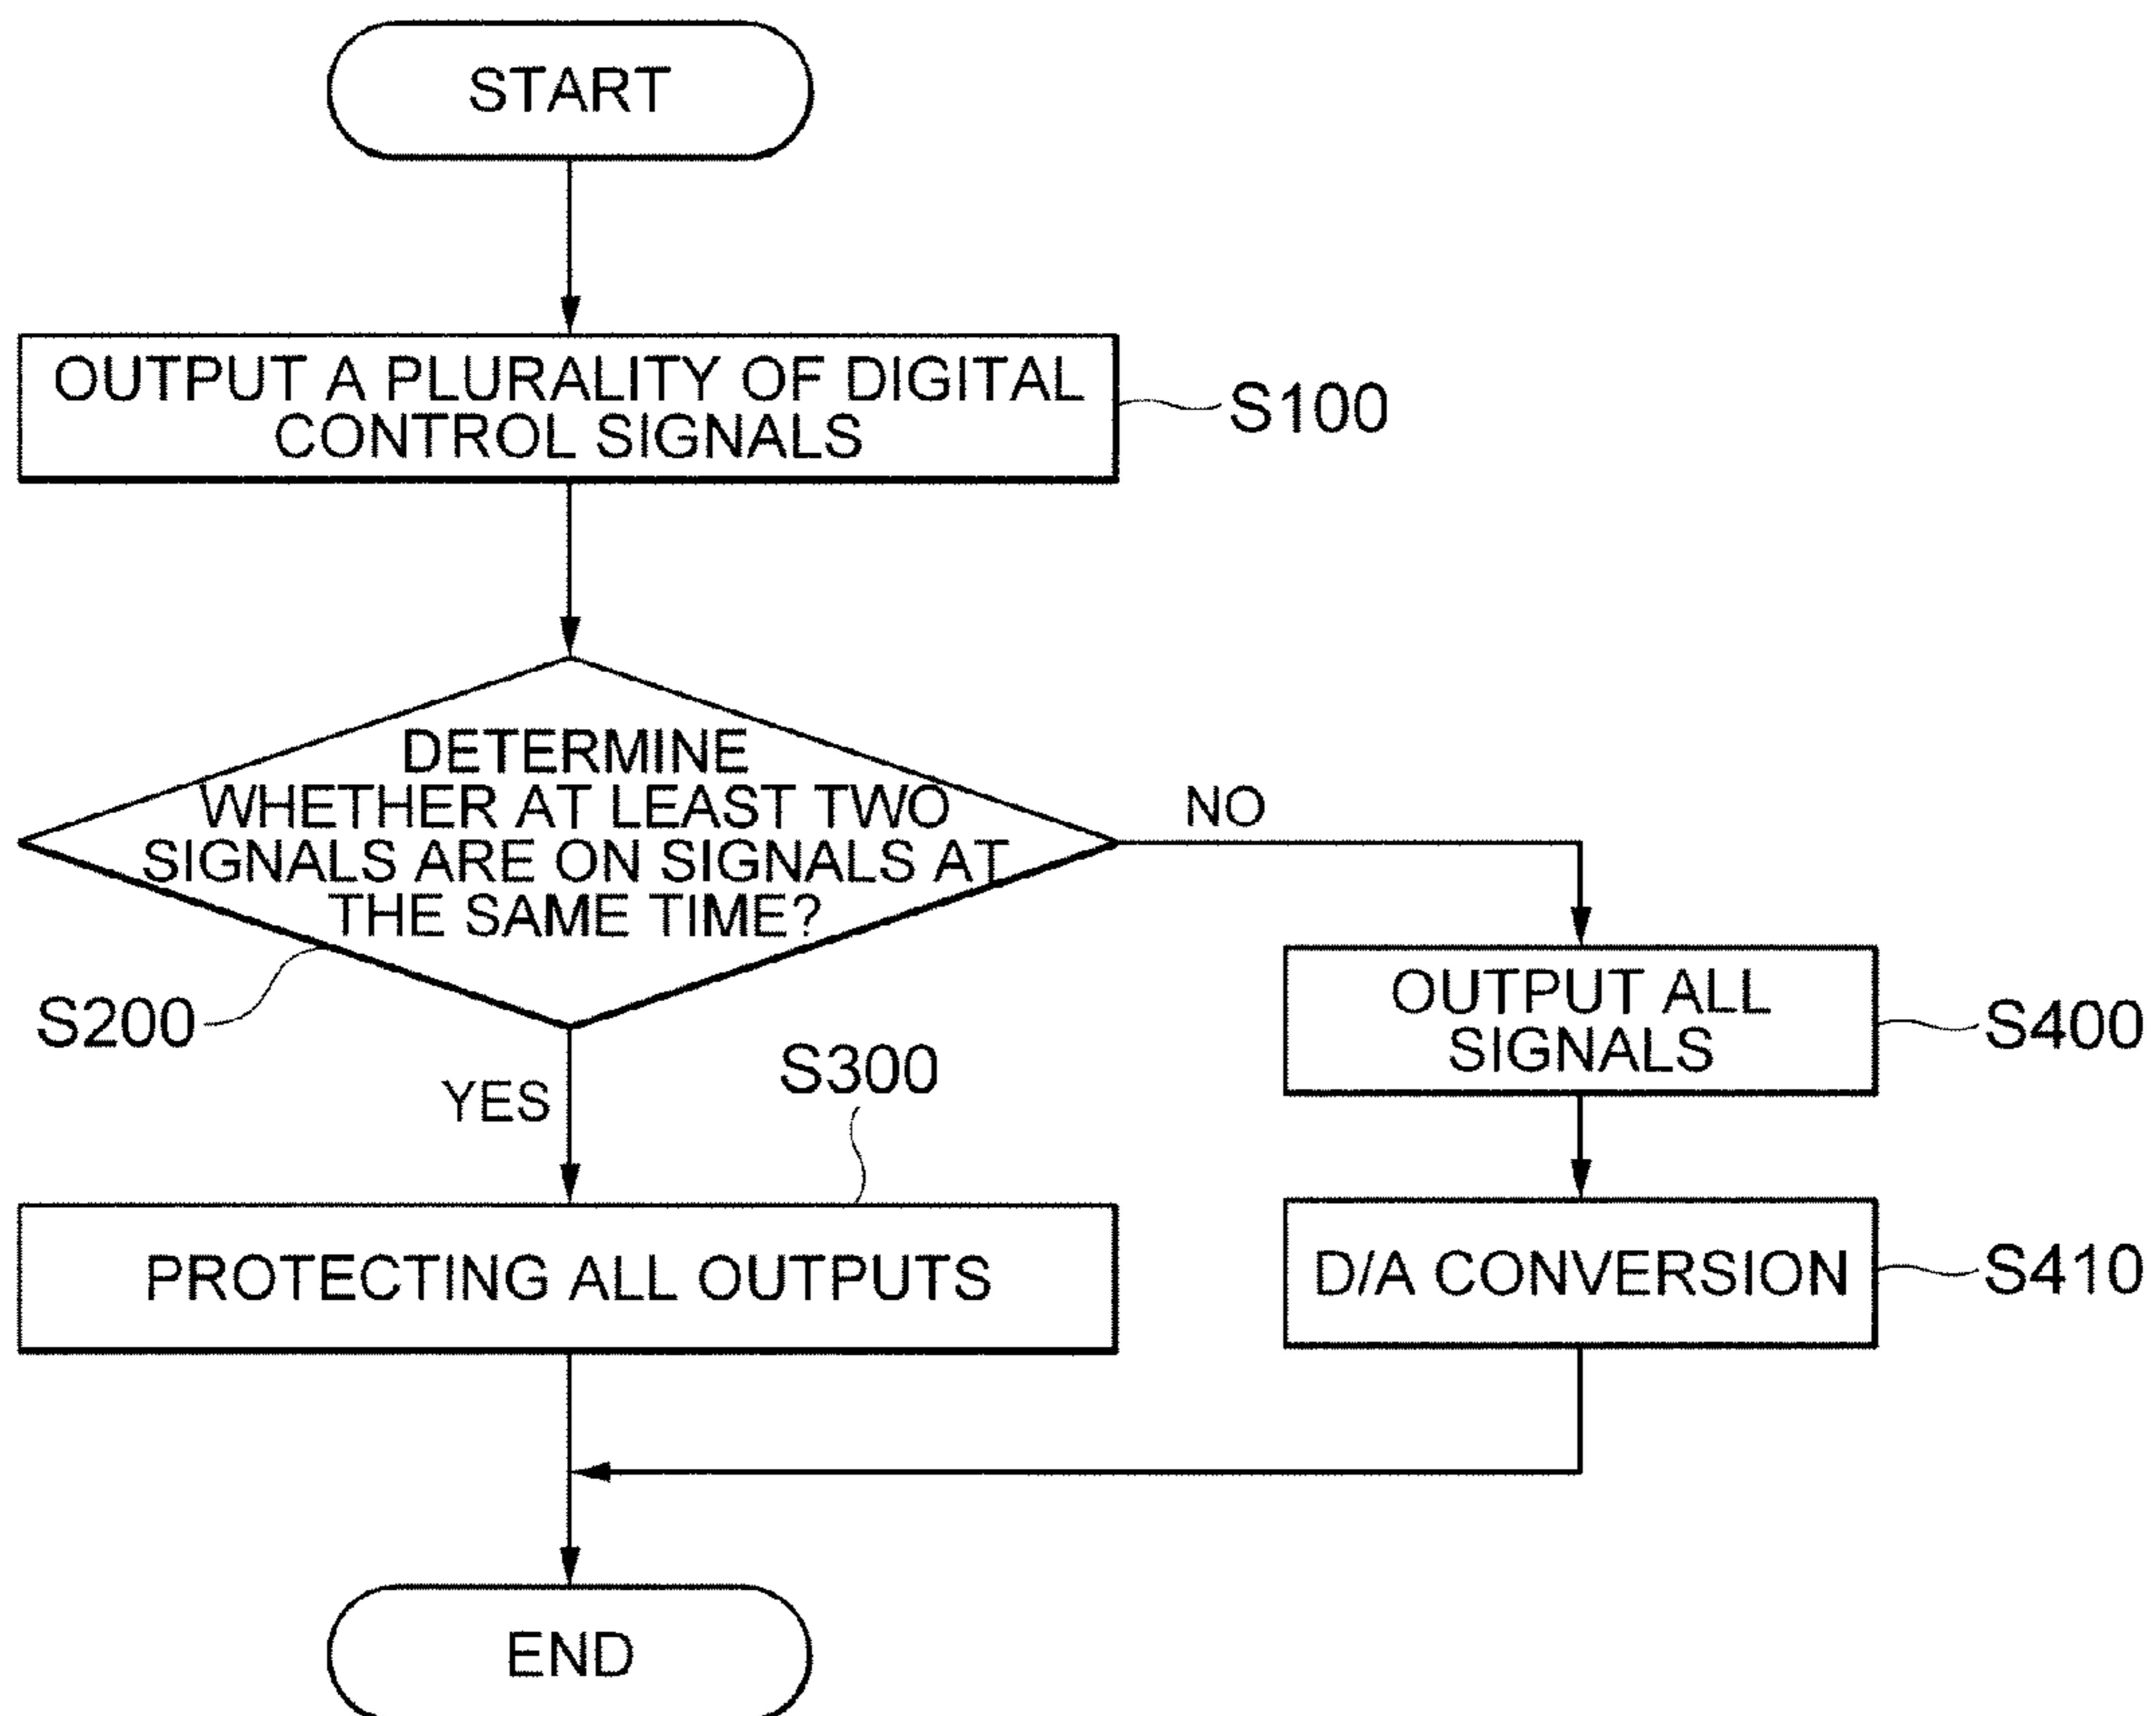 START
OUTPUT A PLURALITY OF DIGITAL
CONTROL SIGNALS
S100
DETERMINE
WHETHER AT LEAST TWO
SIGNALS ARE ON SIGNALS AT
THE SAME TIME?
NO
S200
YES
S300
OUTPUT ALL
SIGNALS
S400
PROTECTING ALL OUTPUTS
D/A CONVERSION
S410
END